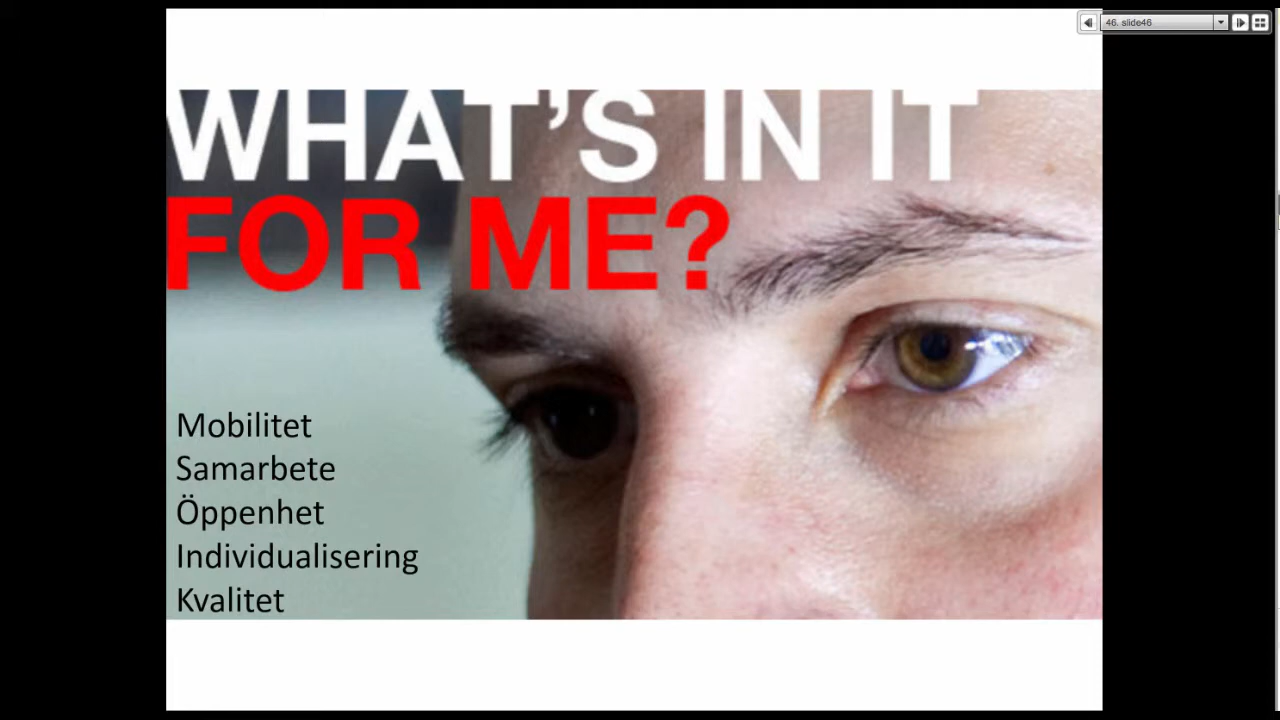 46. slide46
WHAT'S IN IT
FOR ME?
Mobilitet
Samarbete
Öppenhet
Individualisering
Kvalitet